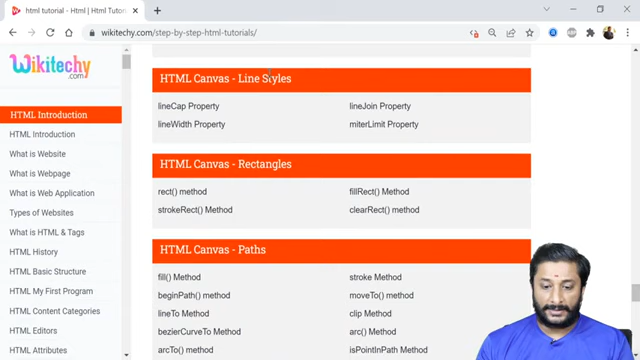 html tutorial - Html | Html Tutor
wikitechy.com/step-by-step-html-tutorials/
Wikitechy
.com
HTML Introduction
HTML Introduction
What is Website
What is Webpage
What is Web Application
Types of Websites
What is HTML & Tags
HTML History
HTML Basic Structure
HTML My First Program
HTML Content Categories
HTML Editors
HTML Attributes
HTML Canvas - Line Styles
lineCap Property lineJoin Property
lineWidth Property miterLimit Property
HTML Canvas - Rectangles
rect() method fillRect() Method
strokeRect() Method clearRect() method
HTML Canvas - Paths
fill() Method stroke Method
beginPath() method moveTo() method
lineTo Method clip Method
bezierCurveTo Method arc() Method
arcTo() method isPointInPath Method